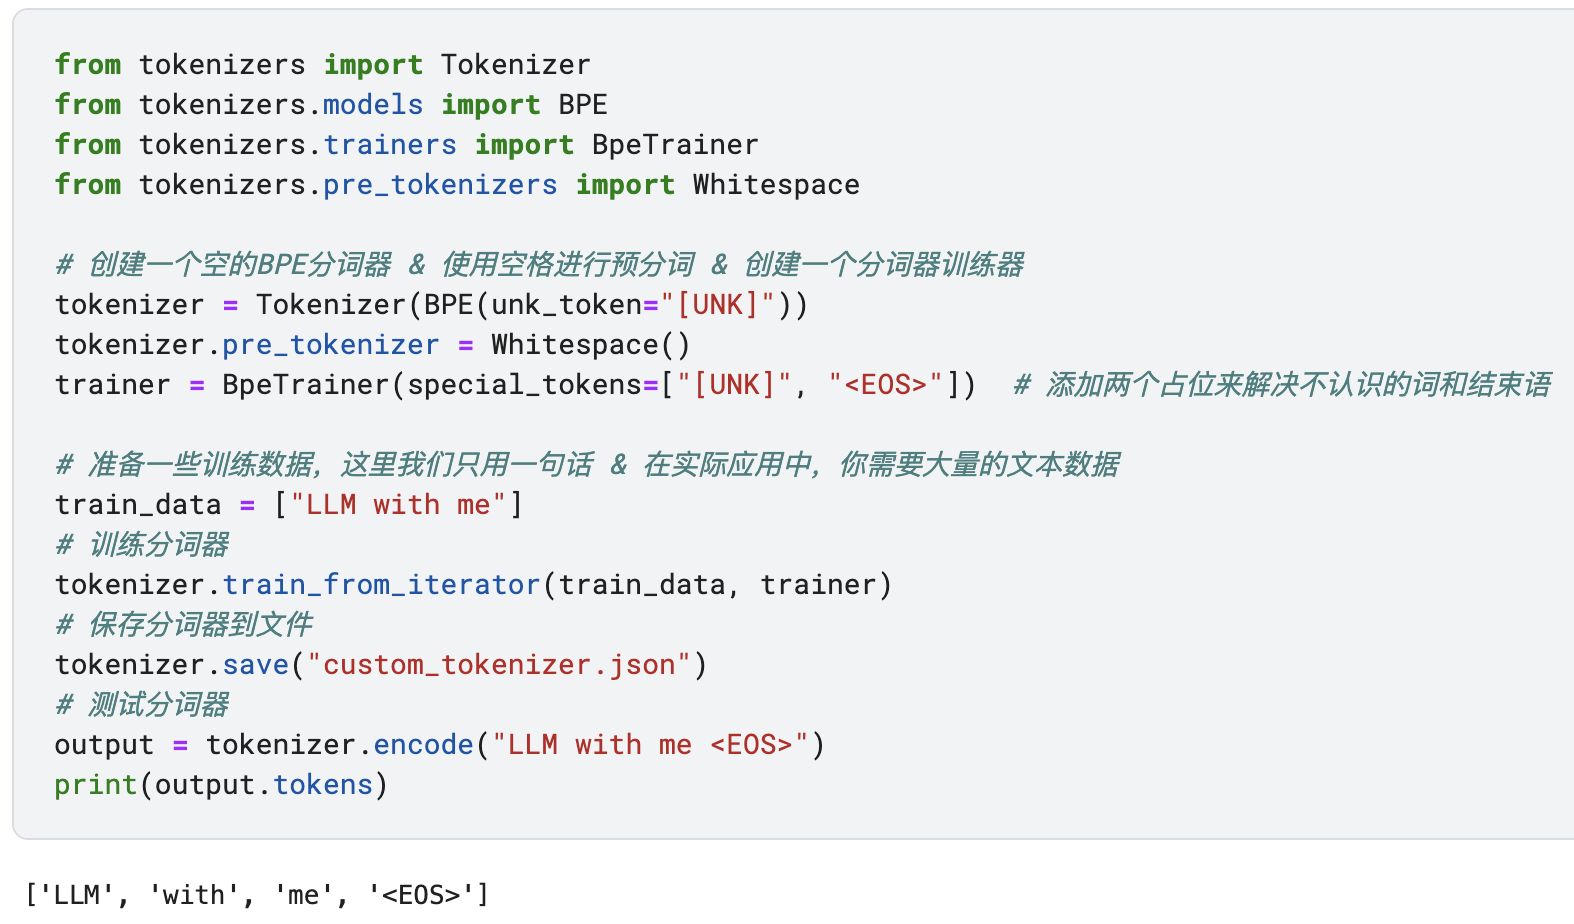 from tokenizers import Tokenizer
from tokenizers.models import BPE
from tokenizers.trainers import BpeTrainer
from tokenizers.pre_tokenizers import Whitespace
# 创建一个空的BPE分词器 & 使用空格进行预分词 & 创建一个分词器训练器
tokenizer = Tokenizer(BPE(unk_token="[UNK]"))
tokenizer.pre_tokenizer = Whitespace()
trainer = BpeTrainer(special_tokens=["[UNK]", "<EOS>"])  # 添加两个占位来解决不认识的词和结束语
# 准备一些训练数据，这里我们只用一句话 & 在实际应用中，你需要大量的文本数据
train_data = ["LLM with me"]
# 训练分词器
tokenizer.train_from_iterator(train_data, trainer)
# 保存分词器到文件
tokenizer.save("custom_tokenizer.json")
# 测试分词器
output = tokenizer.encode("LLM with me <EOS>")
print(output.tokens)
['LLM', 'with', 'me', '<EOS>']